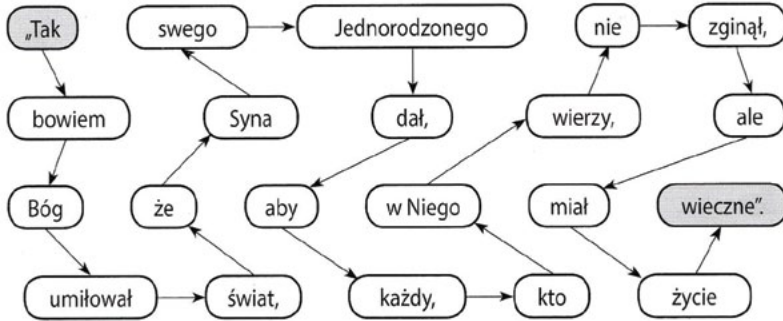 „Tak
bowiem
Bóg
umiłował
świat,
że
Syna
swego
Jednorodzonego
dał,
aby
każdy,
kto
w Niego
wierzy,
nie
zginął,
ale
miał
życie
wieczne”.